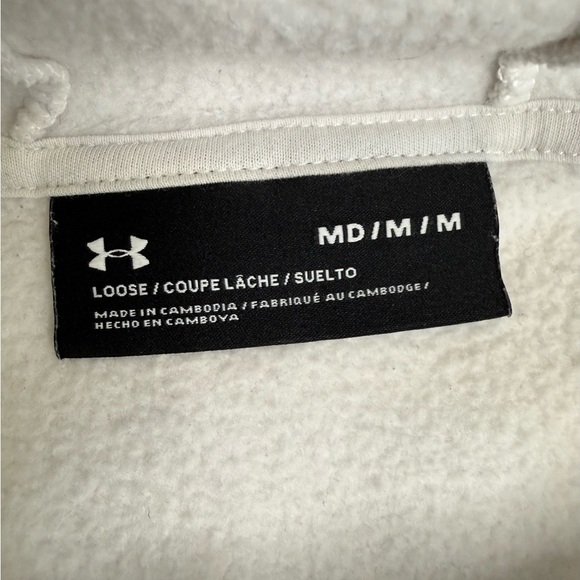 MD / M / M
LOOSE / COUPE LÂCHE / SUELTO
MADE IN CAMBODIA / FABRIQUÉ AU CAMBODGE /
HECHO EN CAMBOYA